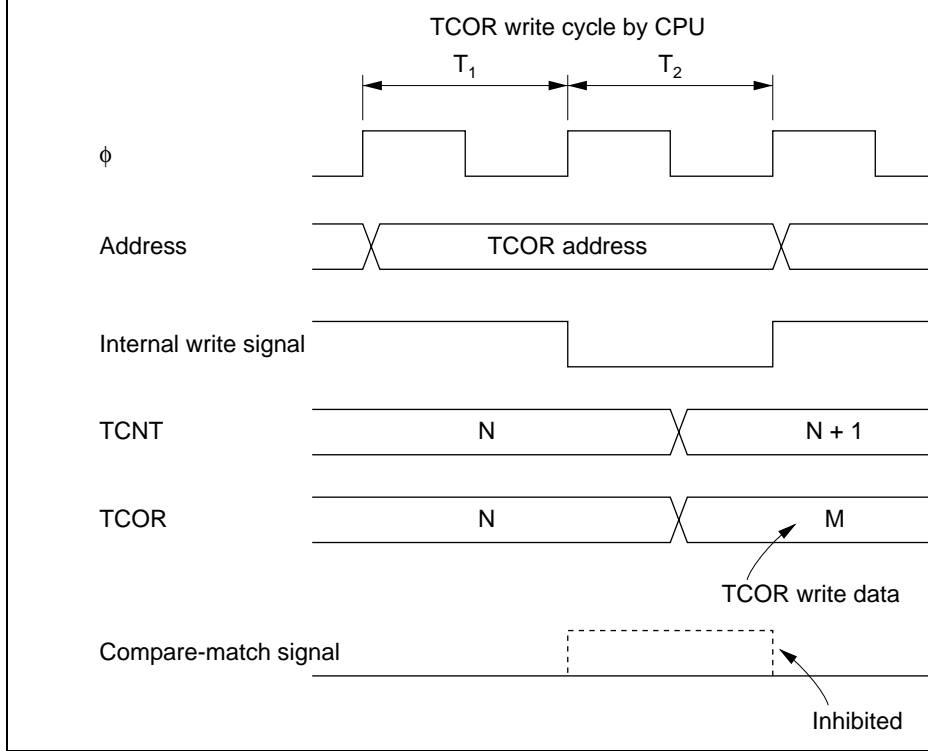 TCOR write cycle by CPU
T1 T2
ϕ
Address TCOR address
Internal write signal
TCNT N N + 1
TCOR N M
TCOR write data
Compare-match signal
Inhibited